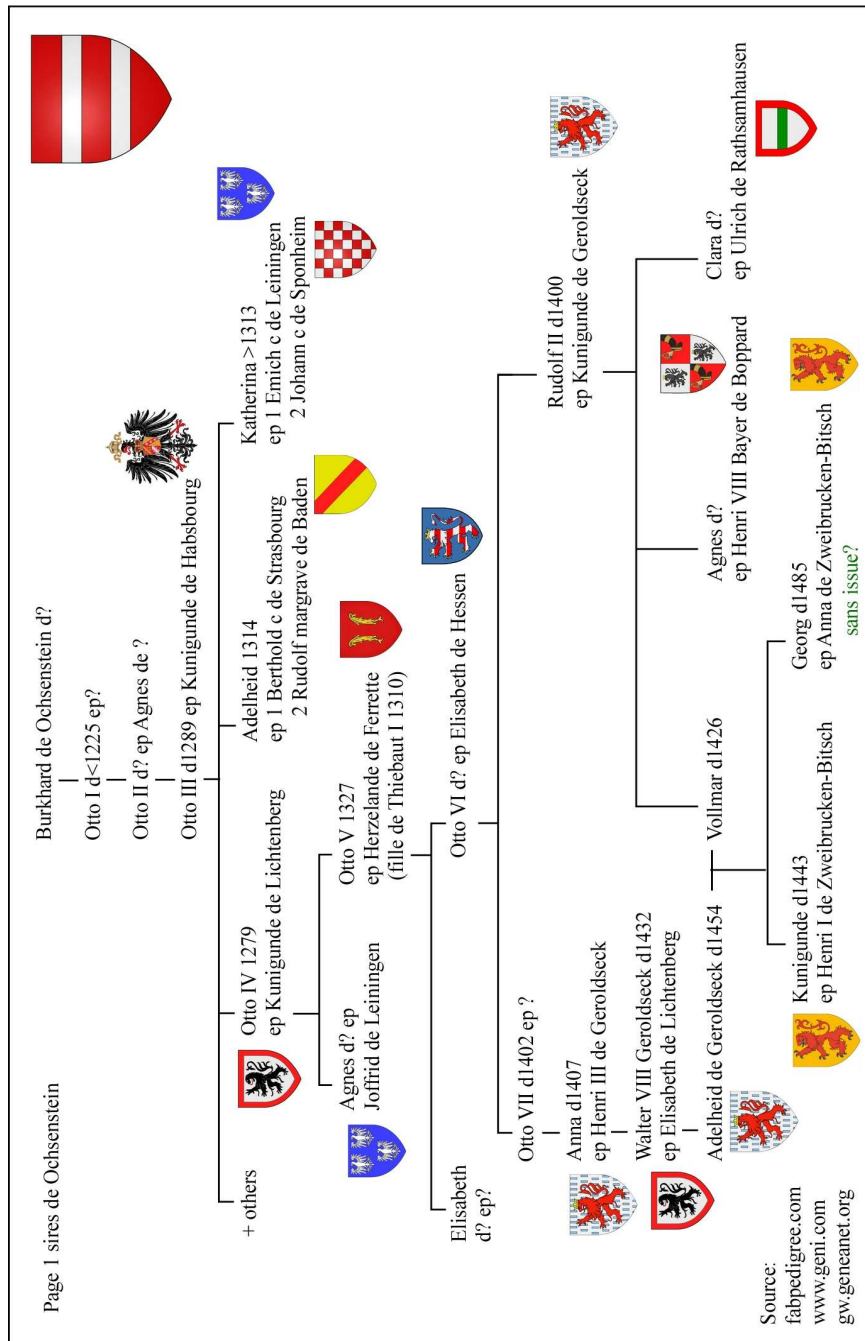 Page 1 sires de Ochsenstein
Burkhard de Ochsenstein d?
Otto I d<1225 ep?
Otto II d? ep Agnes de ?
Otto III d1289 ep Kunigunde de Habsbourg
+ others
Otto IV 1279
ep Kunigunde de Lichtenberg
Adelheid 1314
ep 1 Berthold c de Strasbourg
2 Rudolf margrave de Baden
Katherina >1313
ep 1 Emich c de Leiningen
2 Johann c de Sponheim
Agnes d? ep
Joffrid de Leiningen
Otto V 1327
ep Herzelande de Ferrette
(fille de Thiebaut I 1310)
Elisabeth
d? ep?
Otto VI d? ep Elisabeth de Hessen
Otto VII d1402 ep ?
Rudolf II d1400
ep Kunigunde de Geroldseck
Anna d1407
ep Henri III de Geroldseck
Walter VIII Geroldseck d1432
ep Elisabeth de Lichtenberg
Adelheid de Geroldseck d1454
Vollmar d1426
Agnes d?
ep Henri VIII Bayer de Boppard
Clara d?
ep Ulrich de Rathsamhausen
Kunigunde d1443
ep Henri I de Zweibrucken-Bitsch
Georg d1485
ep Anna de Zweibrucken-Bitsch
sans issue?
Source:
fabpedigree.com
www.geni.com
gw.geneanet.org